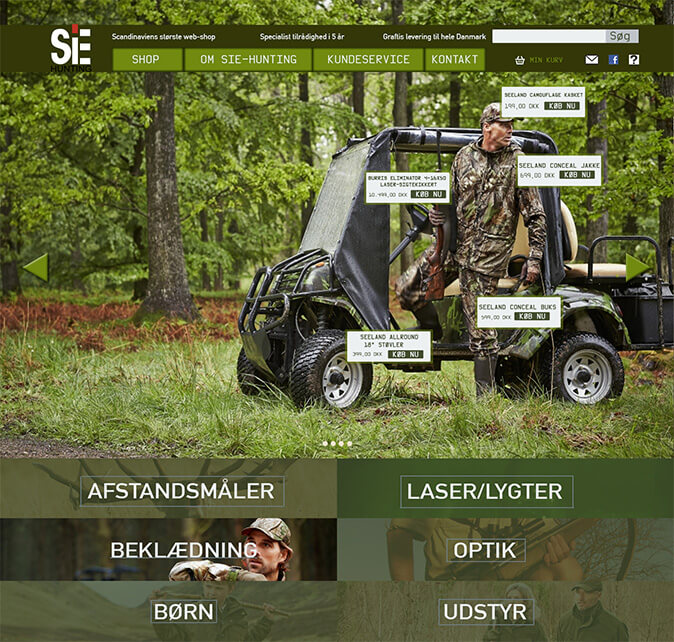 SiE
HUNTING
Scandinaviens største web-shop
Specialist tilrådighed i 5 år
Graftis levering til hele Danmark
Søg
SHOP
OM SIE-HUNTING
KUNDESERVICE
KONTAKT
MIN KURV
f
?
SEELAND CAMOUFLAGE KASKET
199,00 DKK KØB NU
SEELAND CONCEAL JAKKE
699,00 DKK KØB NU
BURRIS ELIMINATOR 4-16X50
LASER-SIGTEKIKKERT
10.499,00 DKK KØB NU
SEELAND CONCEAL BUKS
599,00 DKK KØB NU
SEELAND ALLROUND
18" STØVLER
399,00 DKK KØB NU
AFSTANDSMÅLER
LASER/LYGTER
BEKLÆDNING
OPTIK
BØRN
UDSTYR